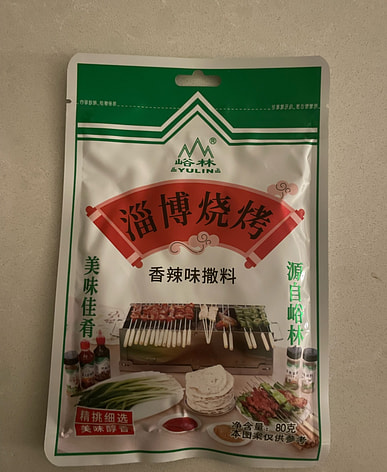 峪林®
YULIN
淄博烧烤
香辣味撒料
美味佳肴
源自峪林
精挑细选
美味醇香
净含量：80克
本图案仅供参考